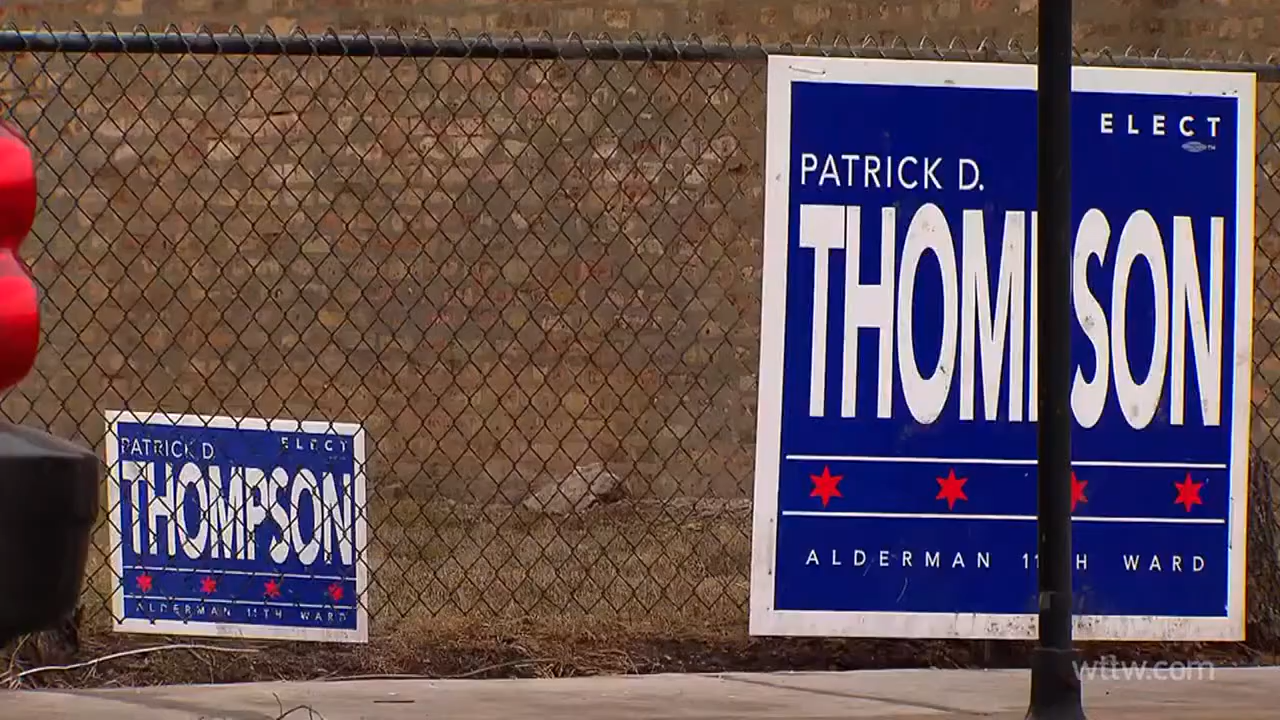 ELECT
PATRICK D.
THOMPSON
ALDERMAN 11TH WARD
PATRICK D. ELECT
THOMPSON
ALDERMAN 11TH WARD
wttw.com